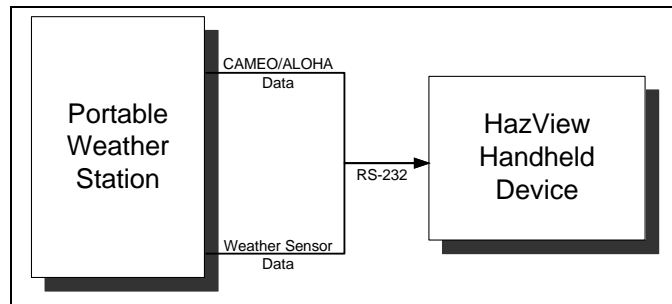 Portable
Weather
Station
CAMEO/ALOHA
Data
Weather Sensor
Data
RS-232
HazView
Handheld
Device